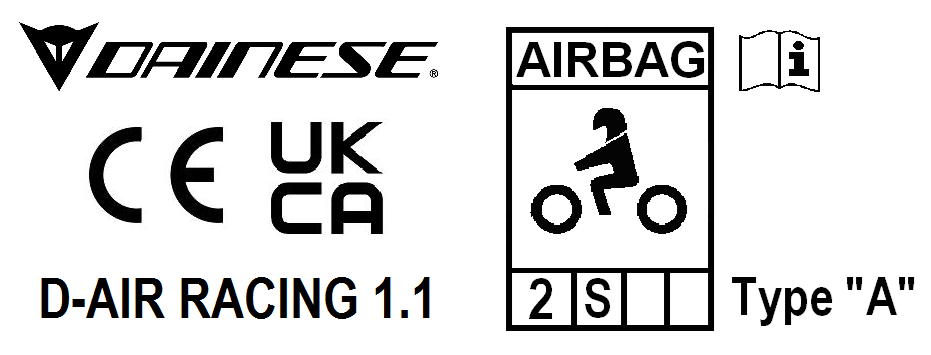 DAINESE®
AIRBAG
i
CE
UK
CA
D-AIR RACING 1.1
2 S
Type "A"